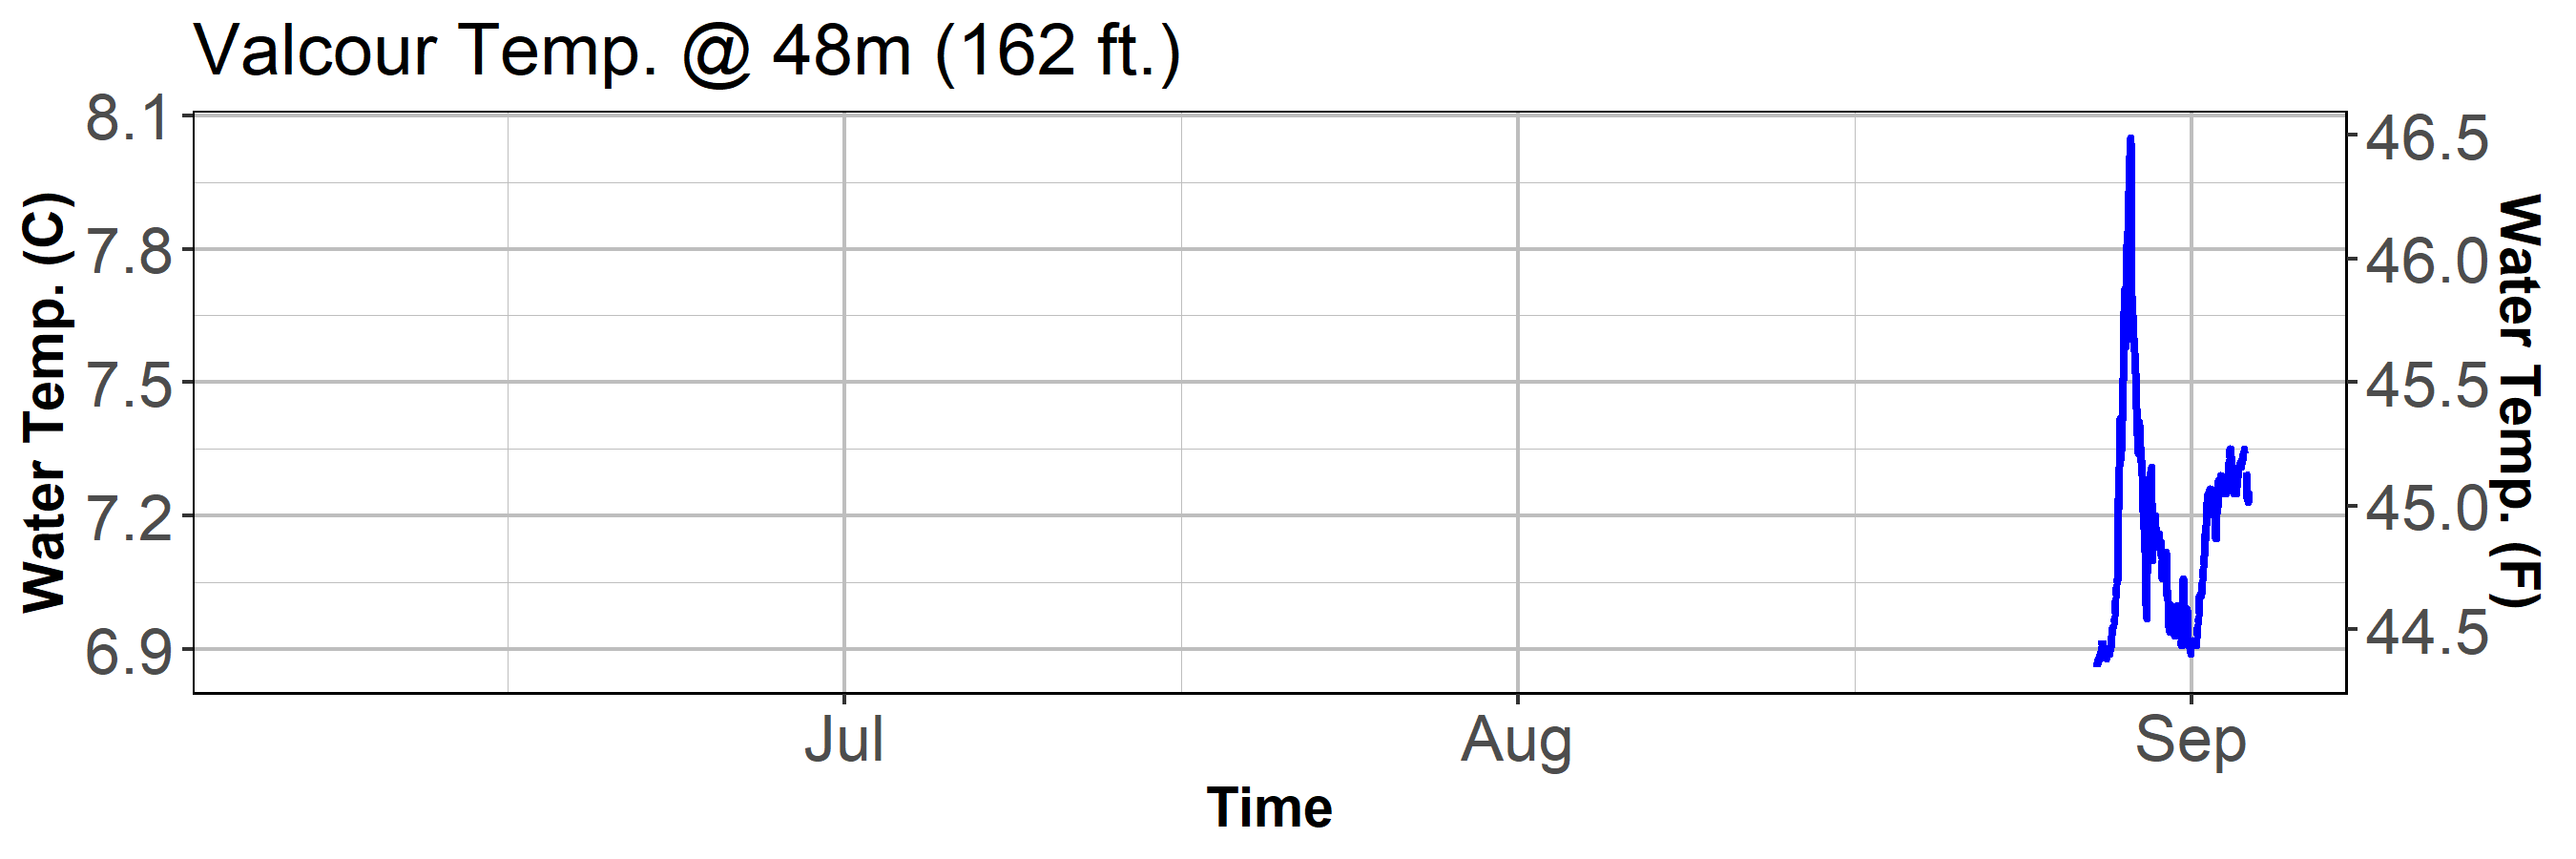 Valcour Temp. @ 48m (162 ft.)
Water Temp. (C)
8.1
7.8
7.5
7.2
6.9
46.5
46.0
45.5
45.0
44.5
Water Temp. (F)
Jul
Aug
Sep
Time